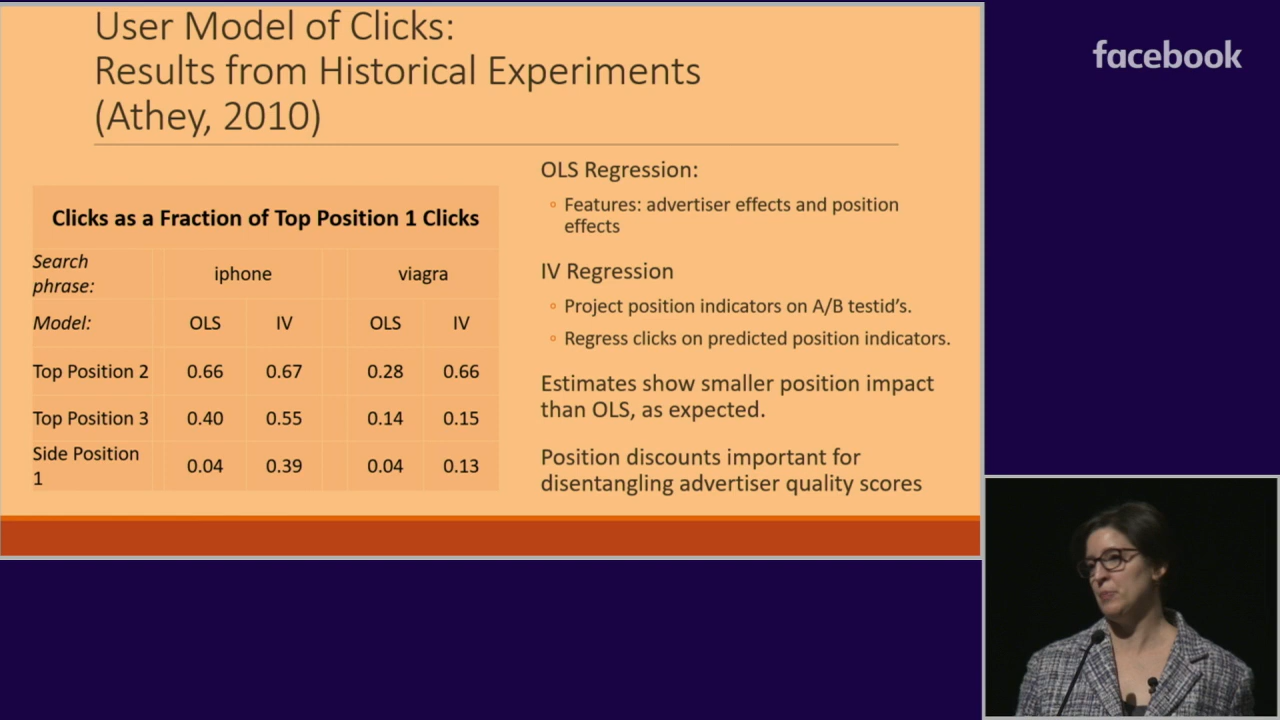 User Model of Clicks:
Results from Historical Experiments
(Athey, 2010)
facebook
Clicks as a Fraction of Top Position 1 Clicks
Search
phrase:
iphone
viagra
Model: OLS IV OLS IV
Top Position 2 0.66 0.67 0.28 0.66
Top Position 3 0.40 0.55 0.14 0.15
Side Position
1 0.04 0.39 0.04 0.13
OLS Regression:
◦ Features: advertiser effects and position
effects
IV Regression
◦ Project position indicators on A/B testid's.
◦ Regress clicks on predicted position indicators.
Estimates show smaller position impact
than OLS, as expected.
Position discounts important for
disentangling advertiser quality scores